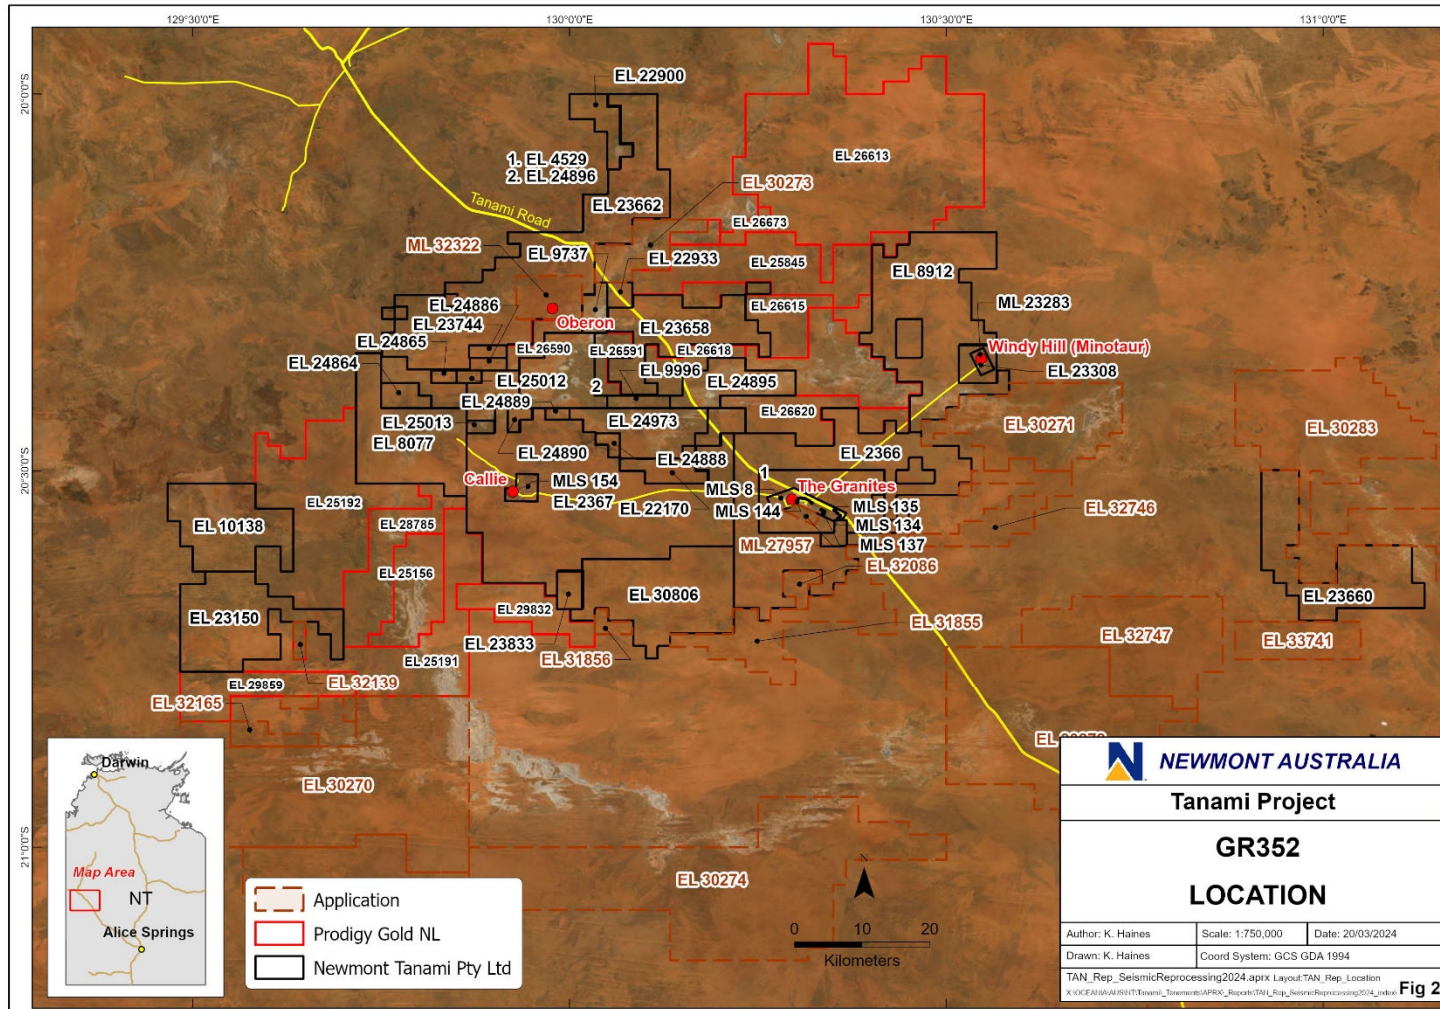 129°30'0"E
130°0'0"E
130°30'0"E
131°0'0"E
20°0'0"S
20°30'0"S
21°0'0"S
EL 22900
1. EL 4529
2. EL 24896
EL 26613
EL 30273
Tanami Road
EL 23662
EL 26673
ML 32322
EL 9737
EL 22933
EL 25845
EL 8912
EL 24886
EL 26615
ML 23283
EL 23744
Oberon
EL 23658
EL 24865
EL 26590
EL 26591
EL 26618
Windy Hill (Minotaur)
EL 24864
EL 9996
EL 23308
EL 25012
2
EL 24895
EL 24889
EL 24973
EL 26620
EL 30271
EL 25013
EL 30283
EL 8077
EL 24890
EL 24888
EL 2366
1
Callie
MLS 154
The Granites
EL 2367
MLS 8
EL 25192
EL 22170
MLS 144
MLS 135
EL 32746
EL 10138
EL 28785
MLS 134
ML 27957
MLS 137
EL 25156
EL 32086
EL 30806
EL 23660
EL 23150
EL 29832
EL 31855
EL 32747
EL 23833
EL 33741
EL 25191
EL 31856
EL 29859
EL 32139
EL 32165
EL 30270
EL 30274
Darwin
Map Area
NT
Alice Springs
Application
Prodigy Gold NL
Newmont Tanami Pty Ltd
N
0 10 20
Kilometers
NEWMONT AUSTRALIA
Tanami Project
GR352
LOCATION
Author: K. Haines
Scale: 1:750,000
Date: 20/03/2024
Drawn: K. Haines
Coord System: GCS GDA 1994
TAN_Rep_SeismicReprocessing2024.aprx Layout:TAN_Rep_Location
Fig 2